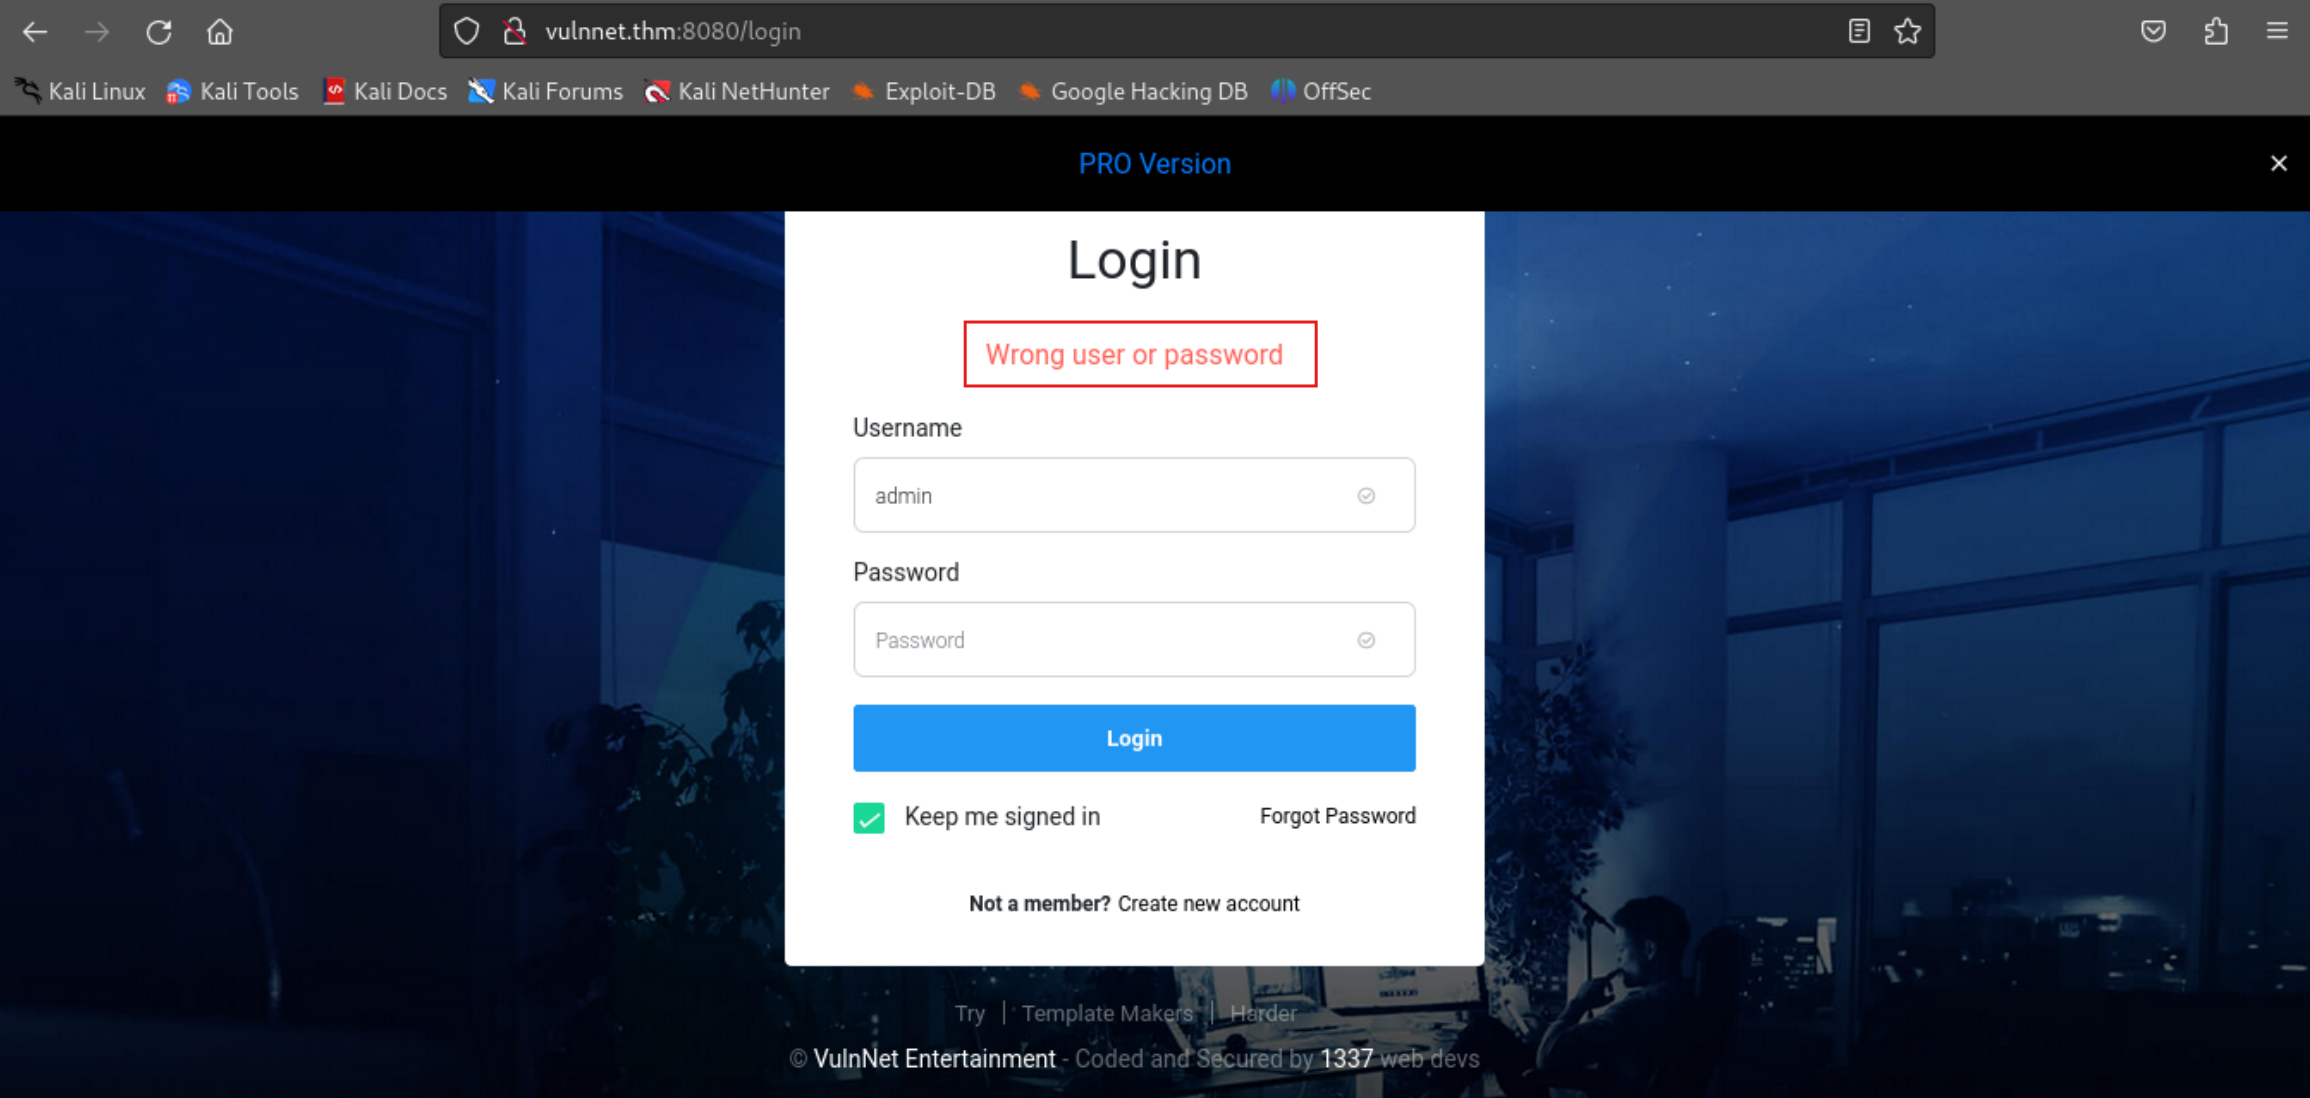 vulnnet.thm:8080/login
Kali Linux Kali Tools Kali Docs Kali Forums Kali NetHunter Exploit-DB Google Hacking DB OffSec
PRO Version
Login
Wrong user or password
Username
admin
Password
Password
Login
Keep me signed in Forgot Password
Not a member? Create new account
Try | Template Makers | Harder
© VulnNet Entertainment - Coded and Secured by 1337 web devs